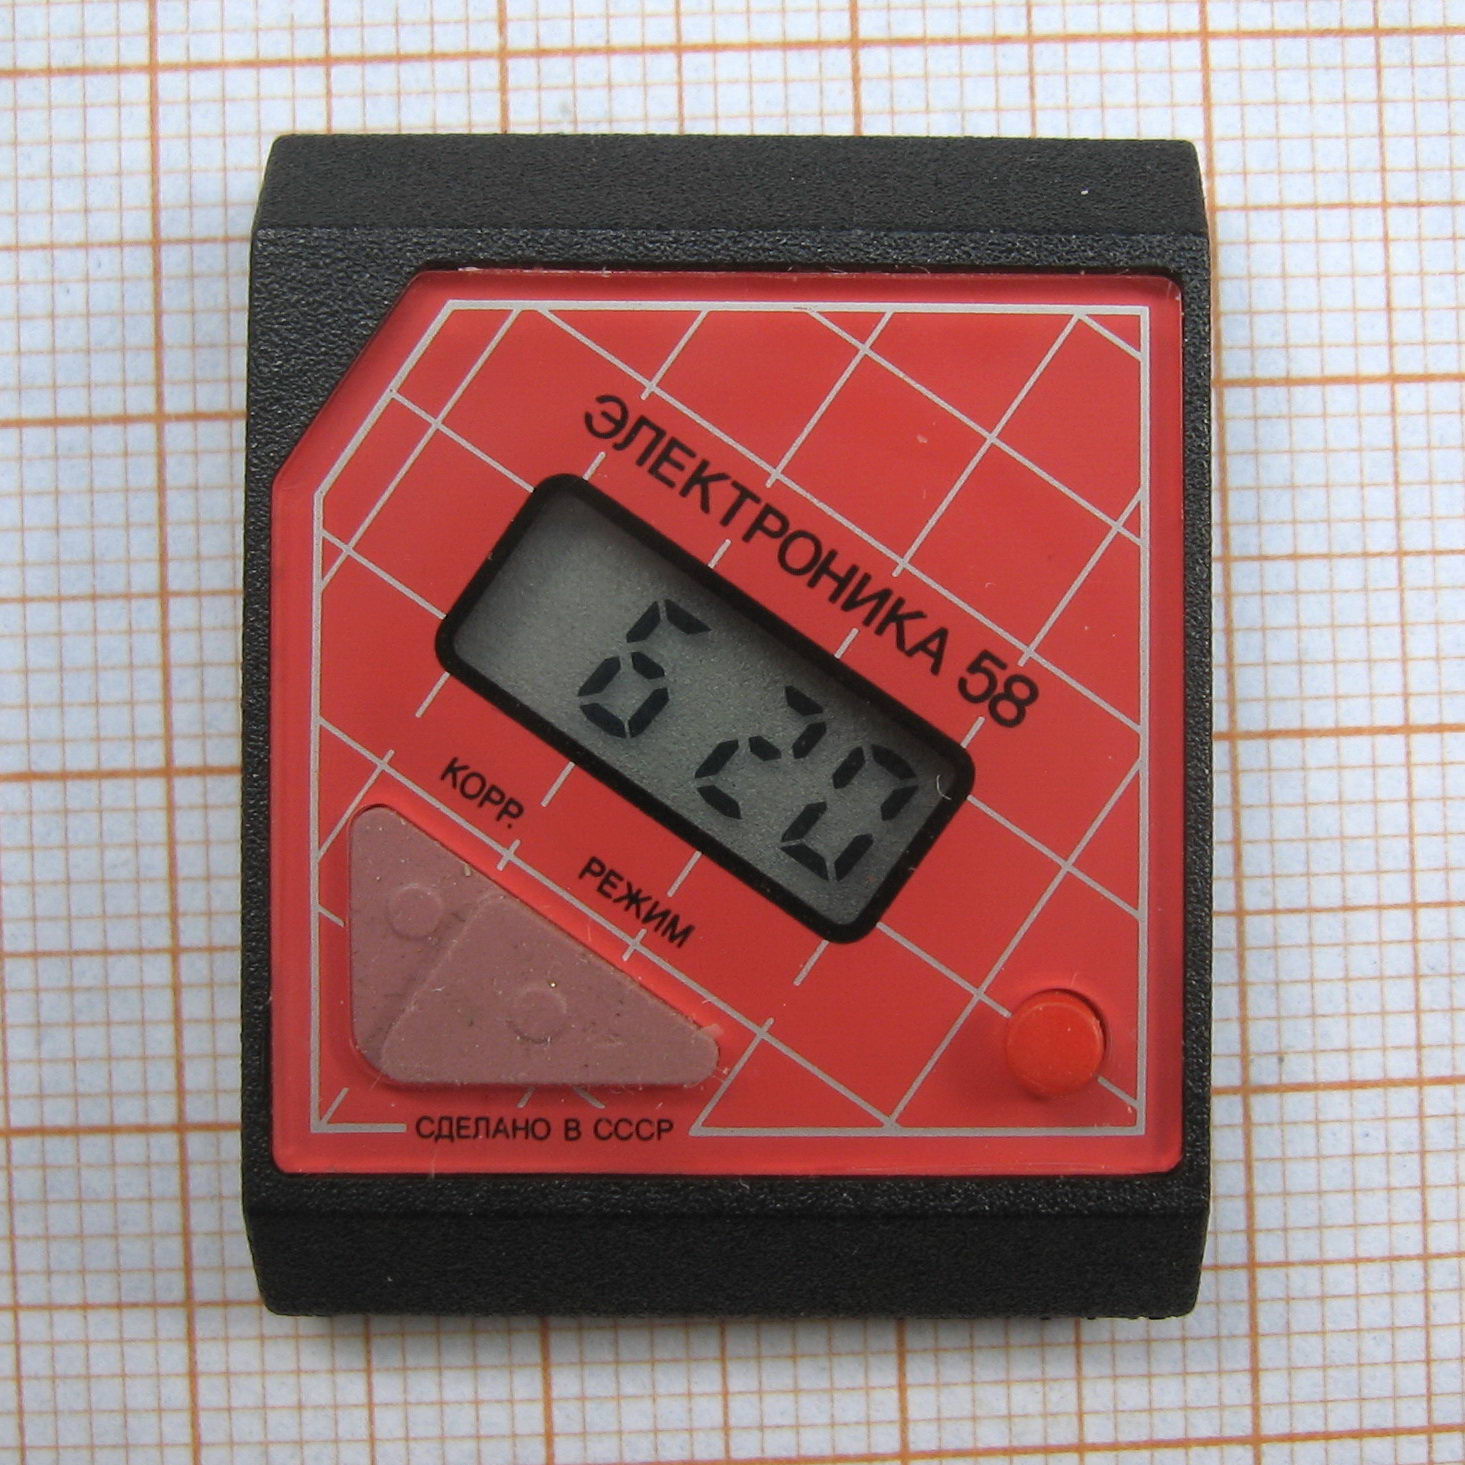 ЭЛЕКТРОНИКА 58
6 20
КОРР.
РЕЖИМ
СДЕЛАНО В СССР